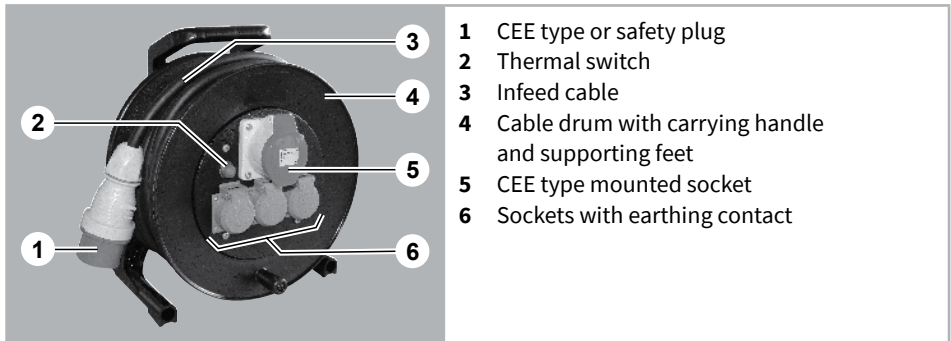 3
4
2
5
1
6
1 CEE type or safety plug
2 Thermal switch
3 Infeed cable
4 Cable drum with carrying handle
and supporting feet
5 CEE type mounted socket
6 Sockets with earthing contact